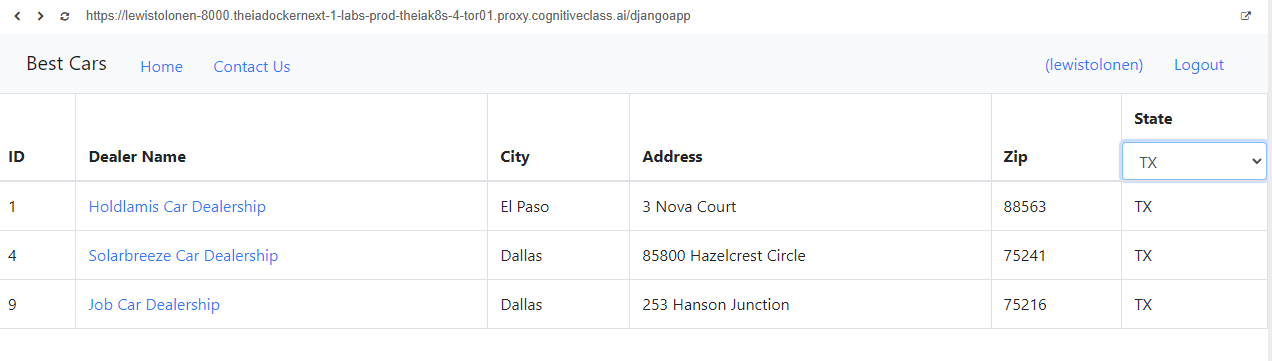 https://lewistolonen-8000.theiadockernext-1-labs-prod-theiak8s-4-tor01.proxy.cognitiveclass.ai/djangoapp
Best Cars Home Contact Us (lewistolonen) Logout
State
ID Dealer Name City Address Zip TX
1 Holdlamis Car Dealership El Paso 3 Nova Court 88563 TX
4 Solarbreeze Car Dealership Dallas 85800 Hazelcrest Circle 75241 TX
9 Job Car Dealership Dallas 253 Hanson Junction 75216 TX